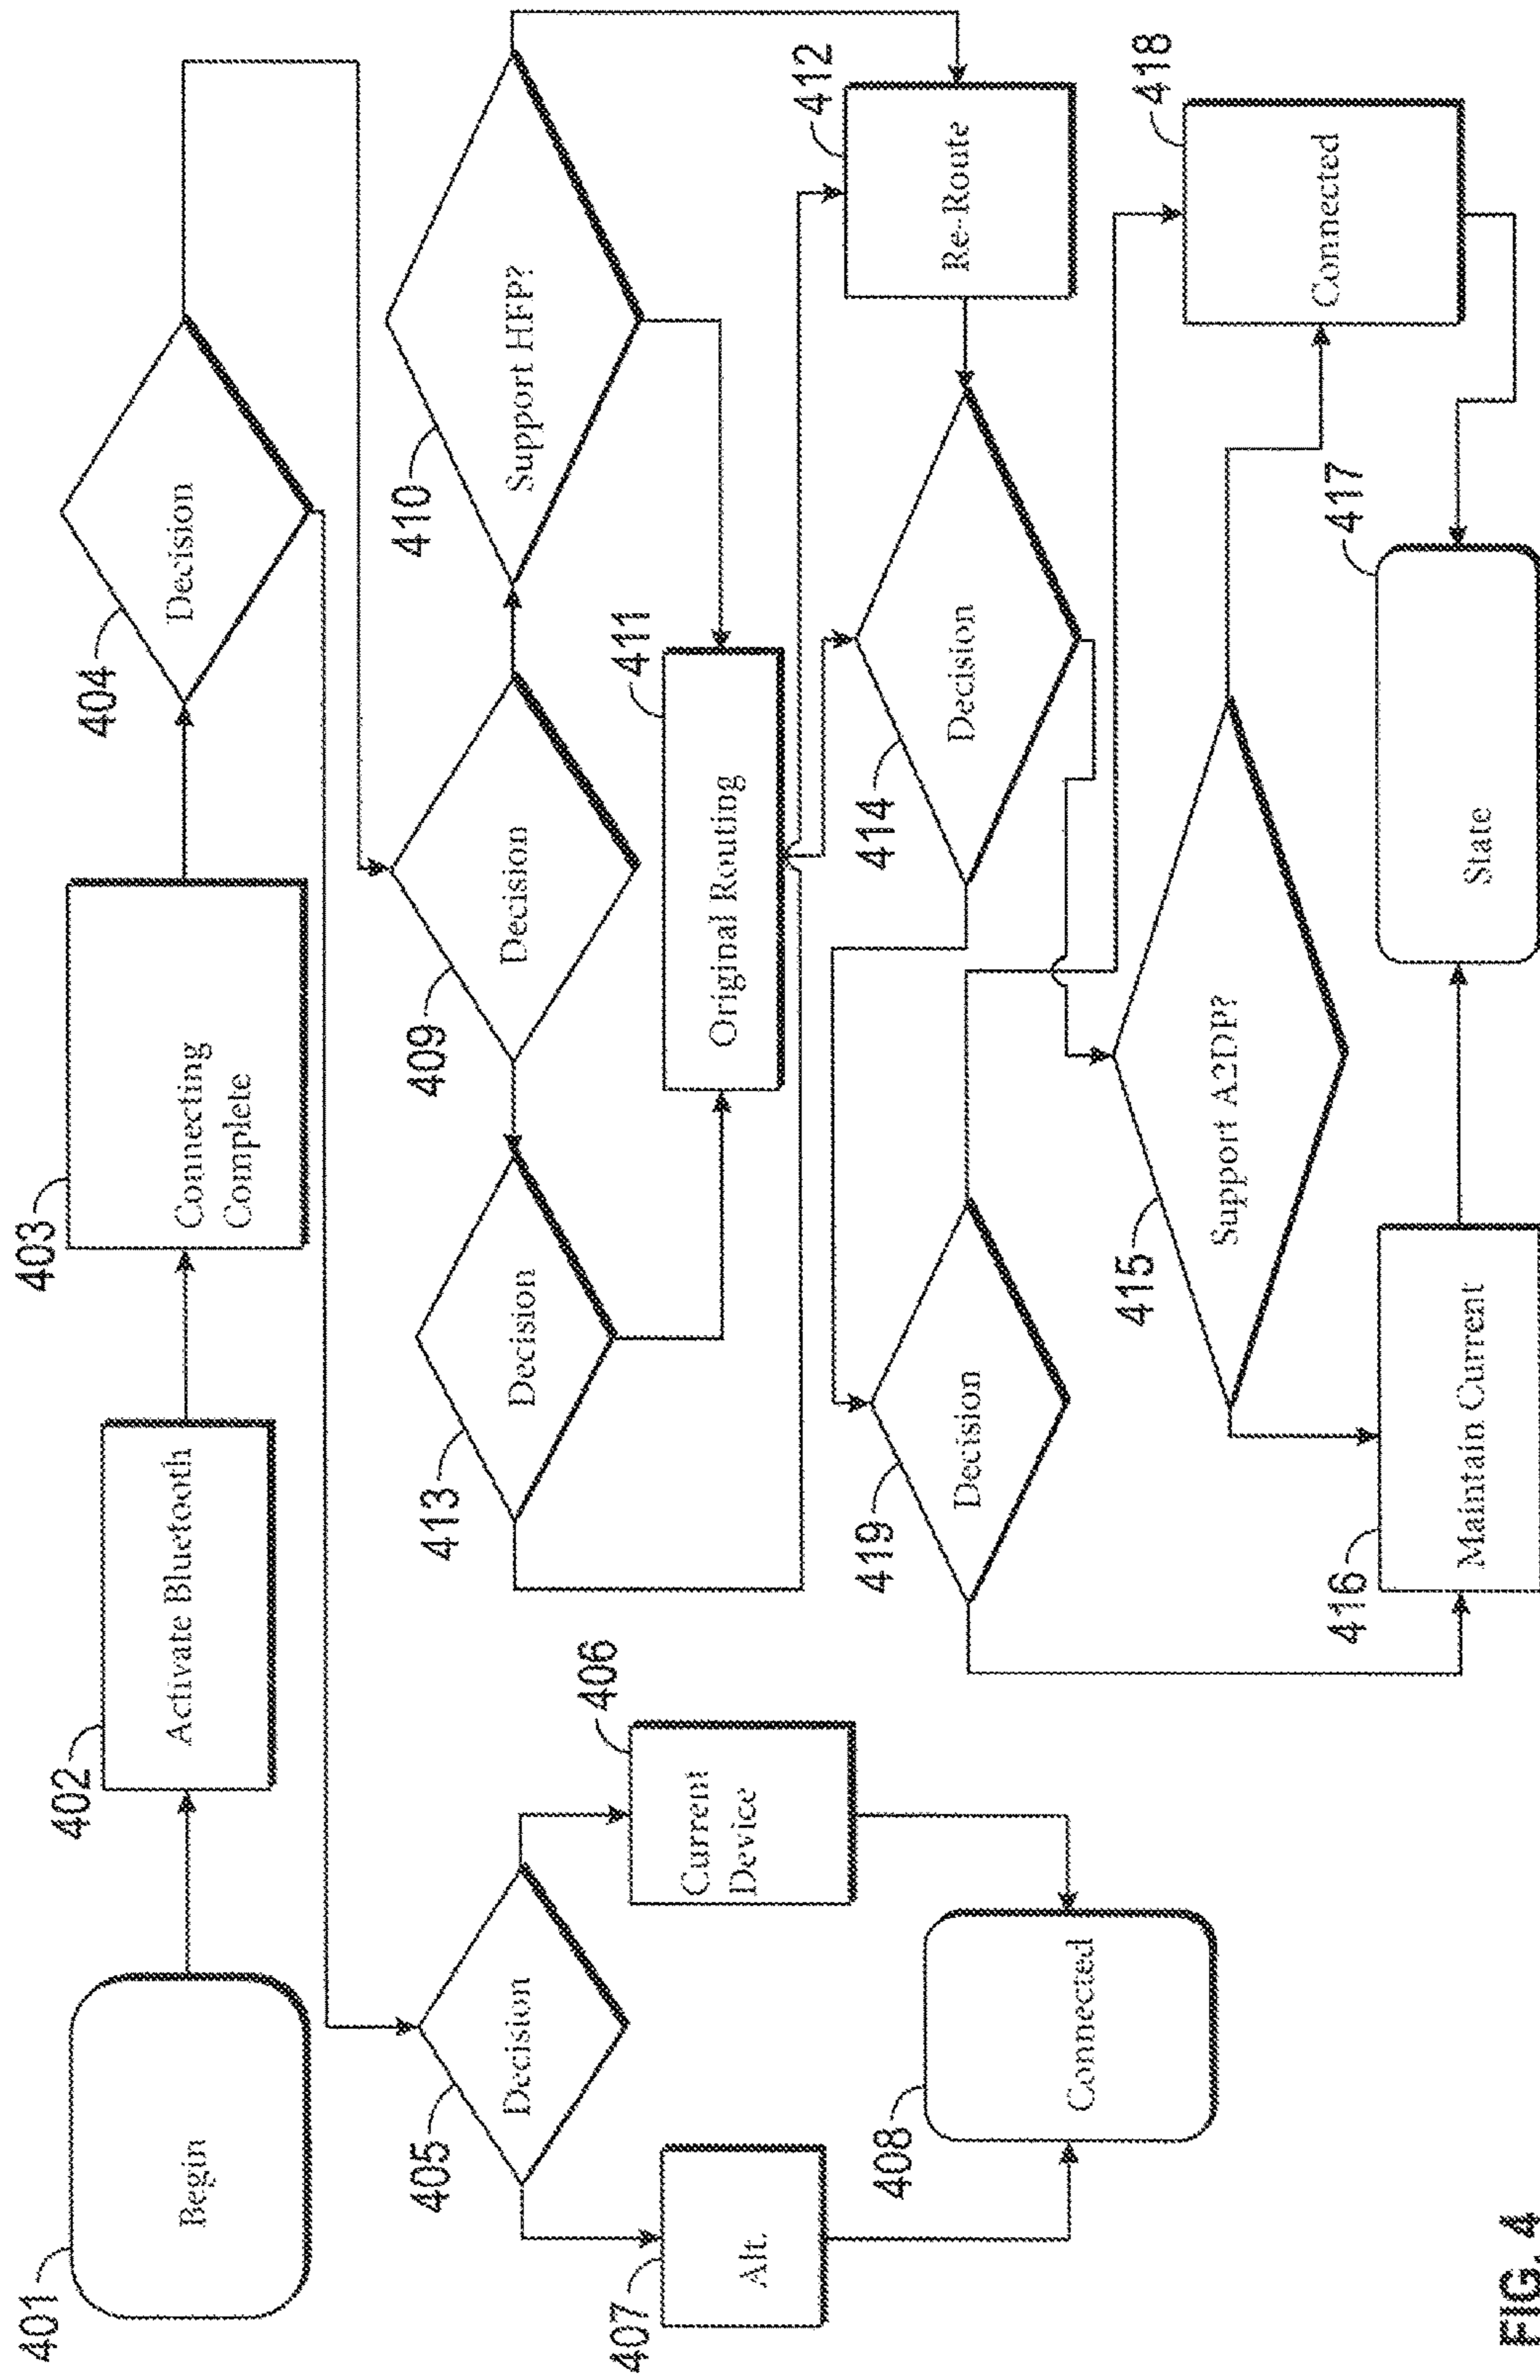 401
Begin
402
Activate Bluetooth
403
Connecting
Complete
404
Decision
405
Decision
406
Current
Device
407
Alt.
408
Connected
413
Decision
409
Decision
410
Support HFP?
411
Original Routing
412
Re-Route
419
Decision
414
Decision
415
Support A2DP?
418
Connected
416
Maintain Current
417
State
FIG. 4